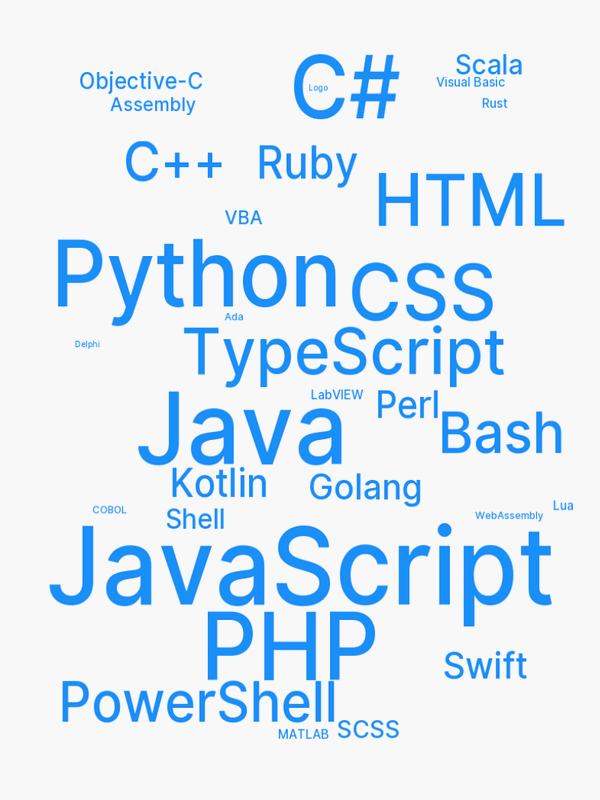 Objective-C
Assembly
C#
Logo
Scala
Visual Basic
Rust
C++
Ruby
HTML
VBA
Python
CSS
Ada
Delphi
TypeScript
LabVIEW
Java
Perl
Bash
Kotlin
Golang
COBOL
Shell
WebAssembly
Lua
JavaScript
PHP
Swift
PowerShell
MATLAB
SCSS